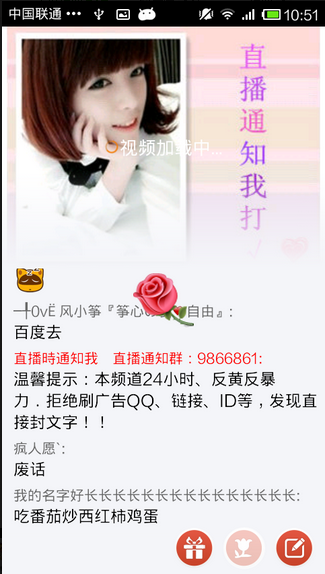 中国联通 ••• 10:51
直播通知我打
视频加载中...
风小筝『筝心の 自由』:
百度去
直播時通知我 直播通知群：9866861:
温馨提示：本频道24小时、反黄反暴
力．拒绝刷广告QQ、链接、ID等，发现直
接封文字！！
疯人愿`:
废话
我的名字好长长长长长长长长长长长长长长长:
吃番茄炒西红柿鸡蛋